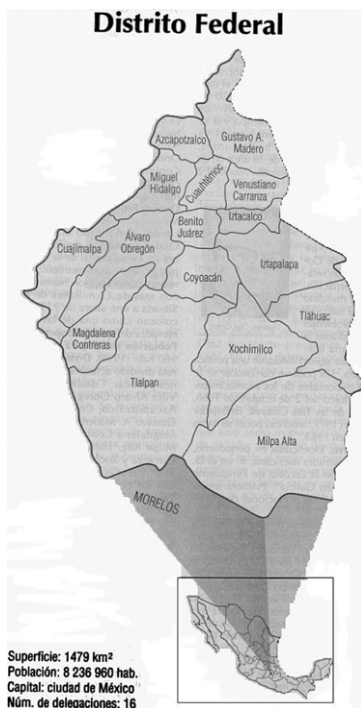 Distrito Federal
Gustavo A.
Madero
Azcapotzalco
Miguel
Hidalgo
Cuauhtémoc
Venustiano
Carranza
Iztacalco
Benito
Juárez
Cuajimalpa
Álvaro
Obregón
Coyoacán
Iztapalapa
Tláhuac
Magdalena
Contreras
Xochimilco
Tlalpan
Milpa Alta
MORELOS
Superficie: 1479 km²
Población: 8 236 960 hab.
Capital: ciudad de México
Núm. de delegaciones: 16